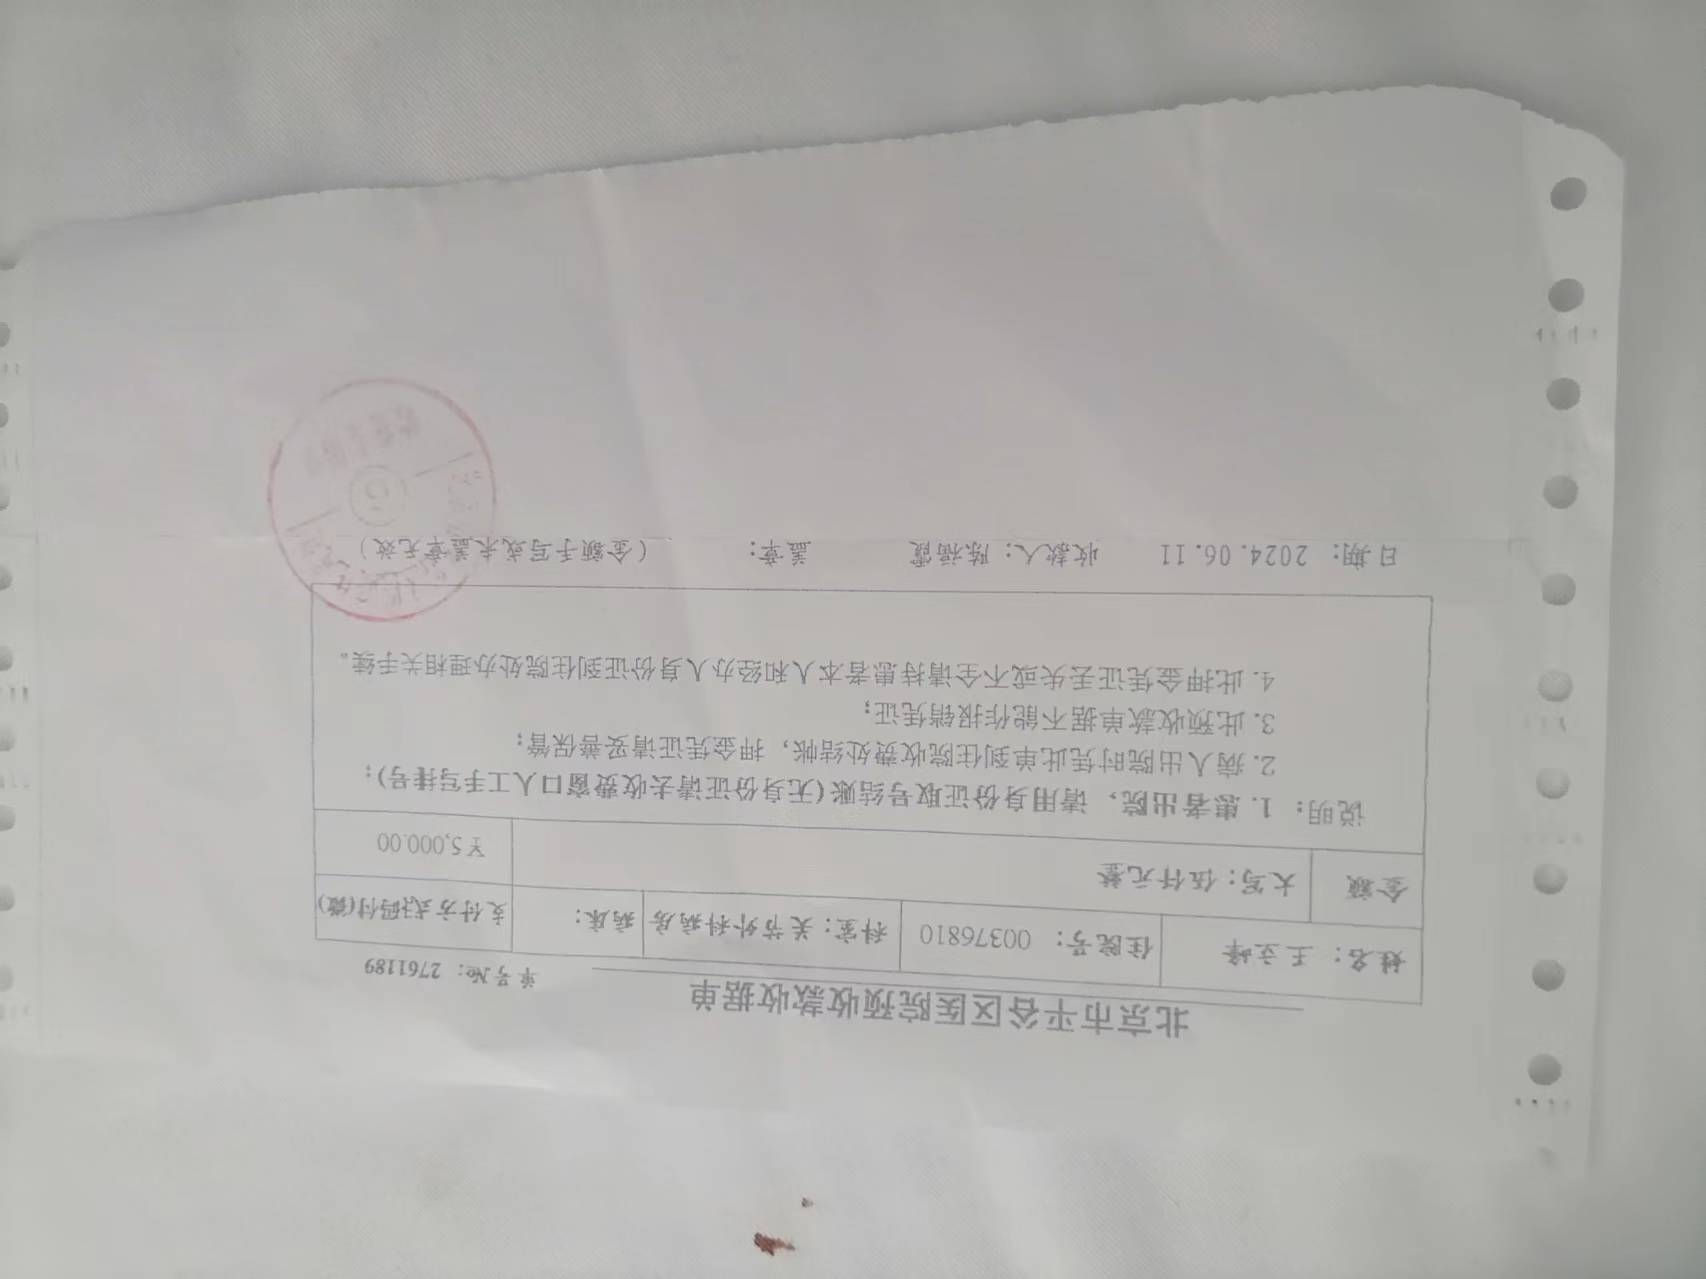 北京市平谷区医院预收款收据单
单号№: 2761189
姓名: 王立峰 住院号: 00376810 科室: 关节外科病房 病床: 支付方式:码付(微)
金额 大写: 伍仟元整 ￥5,000.00
说明: 1. 患者出院, 请用身份证取号结账(无身份证请去收费窗口人工手写排号);
2. 病人出院时凭此单到住院收费处结帐, 押金凭证请妥善保管;
3. 此预收款单据不能作报销凭证;
4. 此押金凭证丢失或不全请持患者本人和经办人身份证到住院处办理相关手续。
日期: 2024.06.11 收款人: 陈福霞 盖章: (金额手写或未盖章无效)